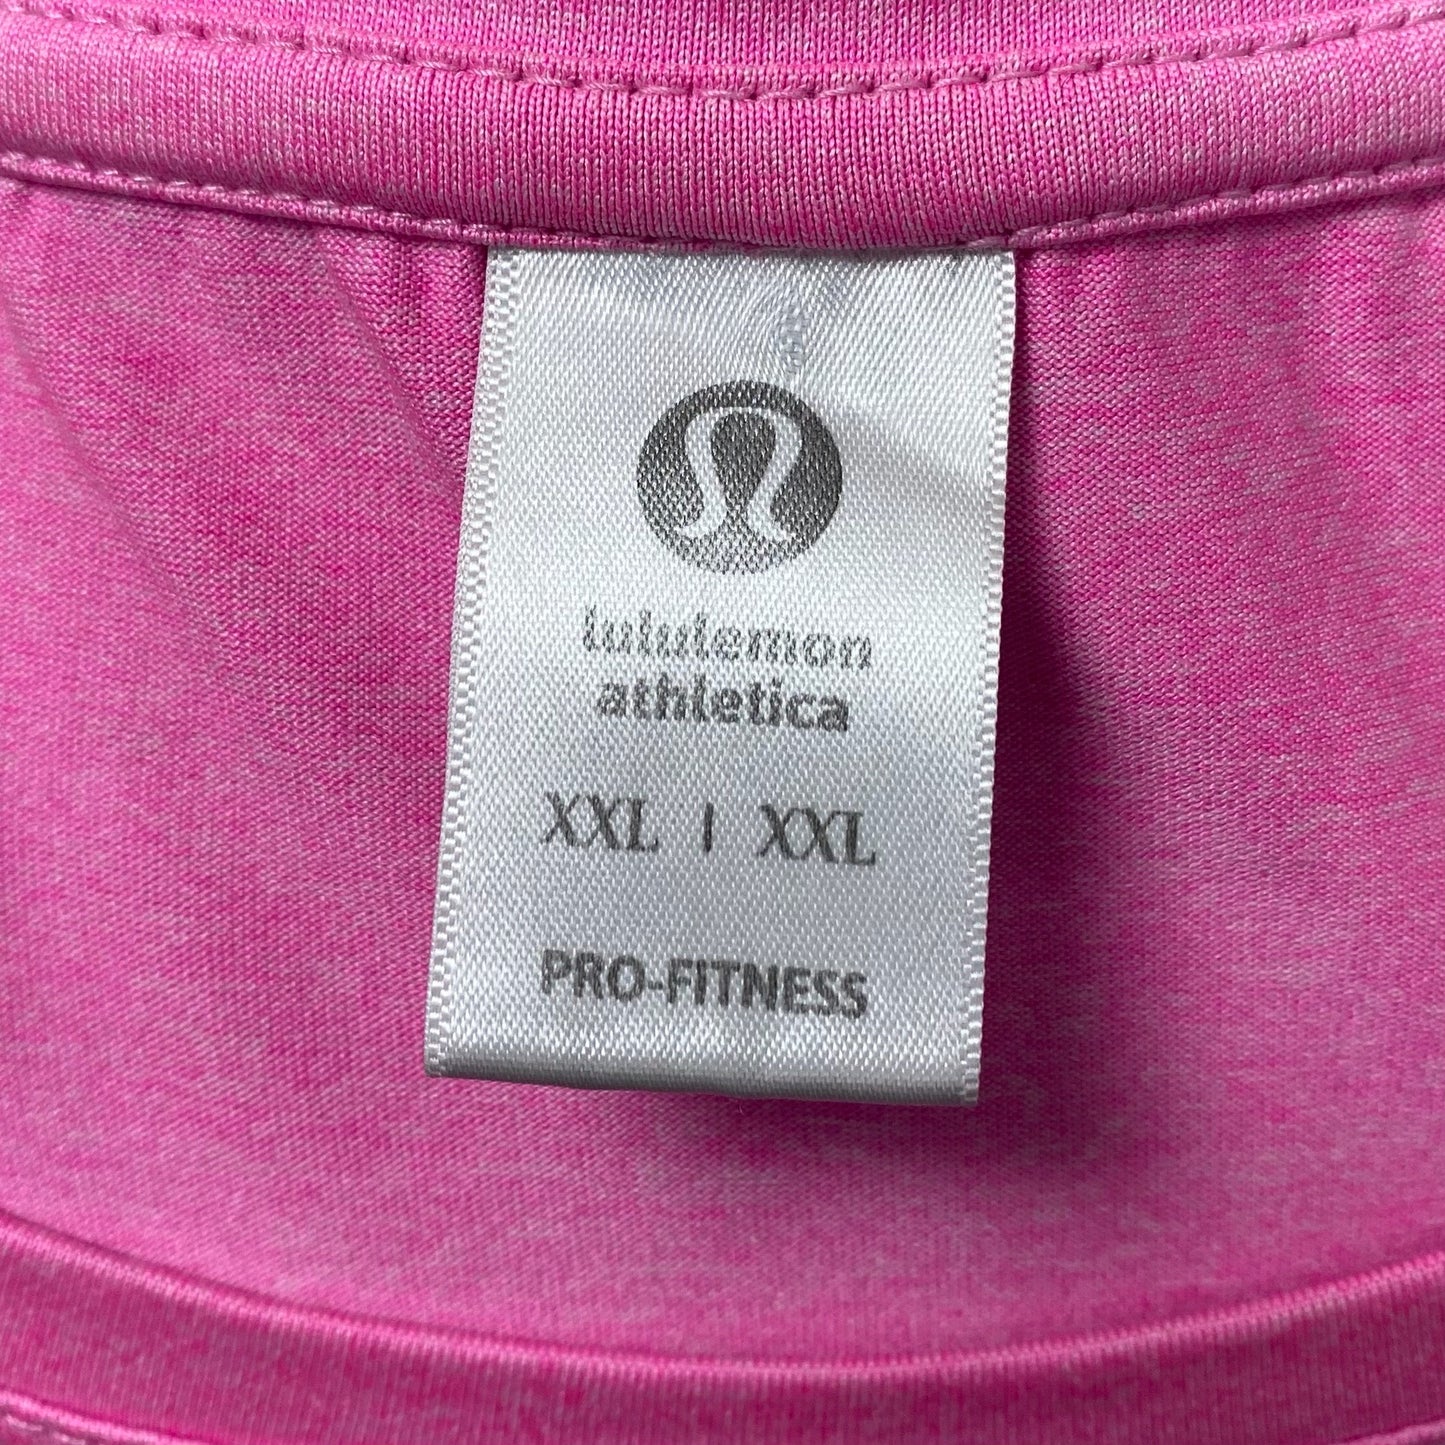 lululemon
athletica
XXL | XXL
PRO-FITNESS